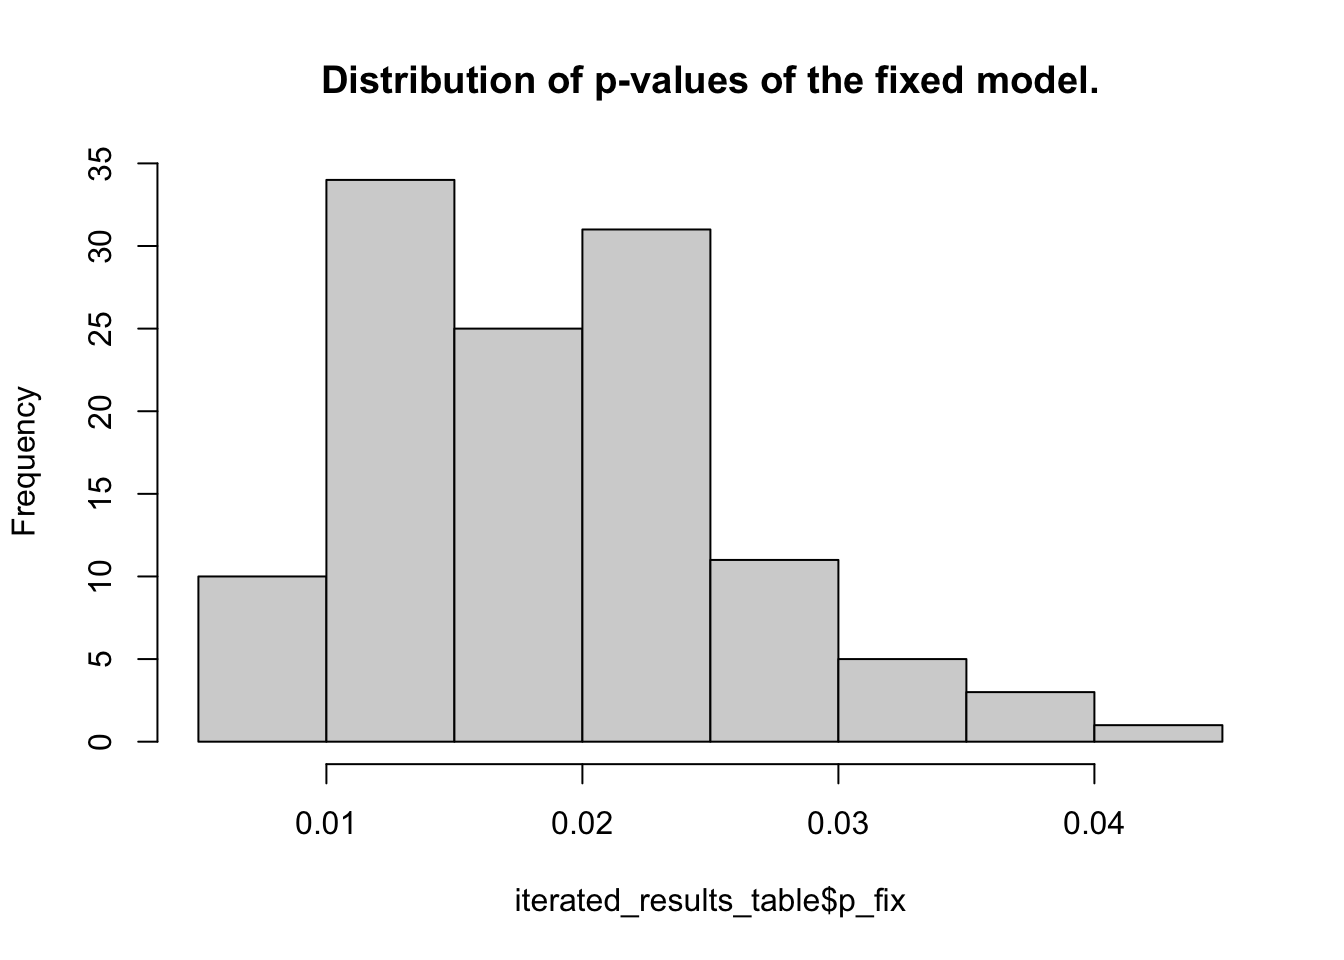 Distribution of p-values of the fixed model.
Frequency
35
30
25
20
15
10
5
0
0.01 0.02 0.03 0.04
iterated_results_table$p_fix